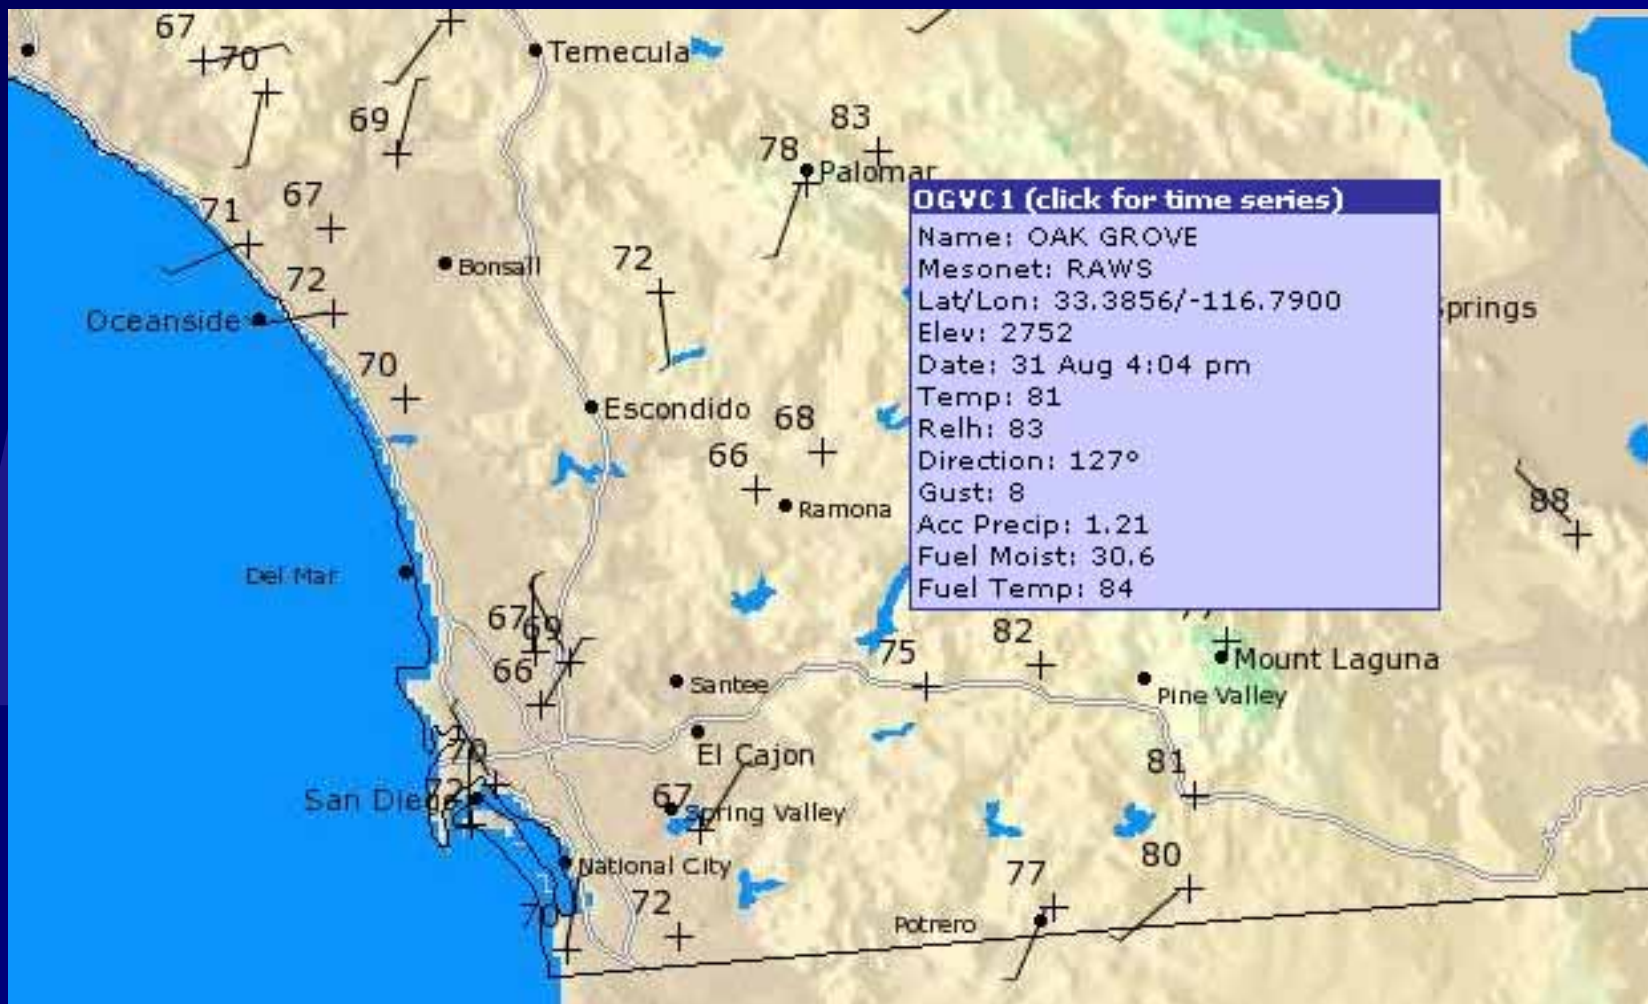 67
70
Temecula
69
83
78
Palomar
71
67
72
Bonsall
72
Oceanside
70
Escondido
68
66
Ramona
OGVC1 (click for time series)
Name: OAK GROVE
Mesonet: RAWS
Lat/Lon: 33.3856/-116.7900
Elev: 2752
Date: 31 Aug 4:04 pm
Temp: 81
Relh: 83
Direction: 127°
Gust: 8
Acc Precip: 1.21
Fuel Moist: 30.6
Fuel Temp: 84
88
Del Mar
67
69
66
Santee
75
82
Mount Laguna
Pine Valley
El Cajon
70
81
72
San Diego
67
Spring Valley
National City
77
80
70
72
Potrero